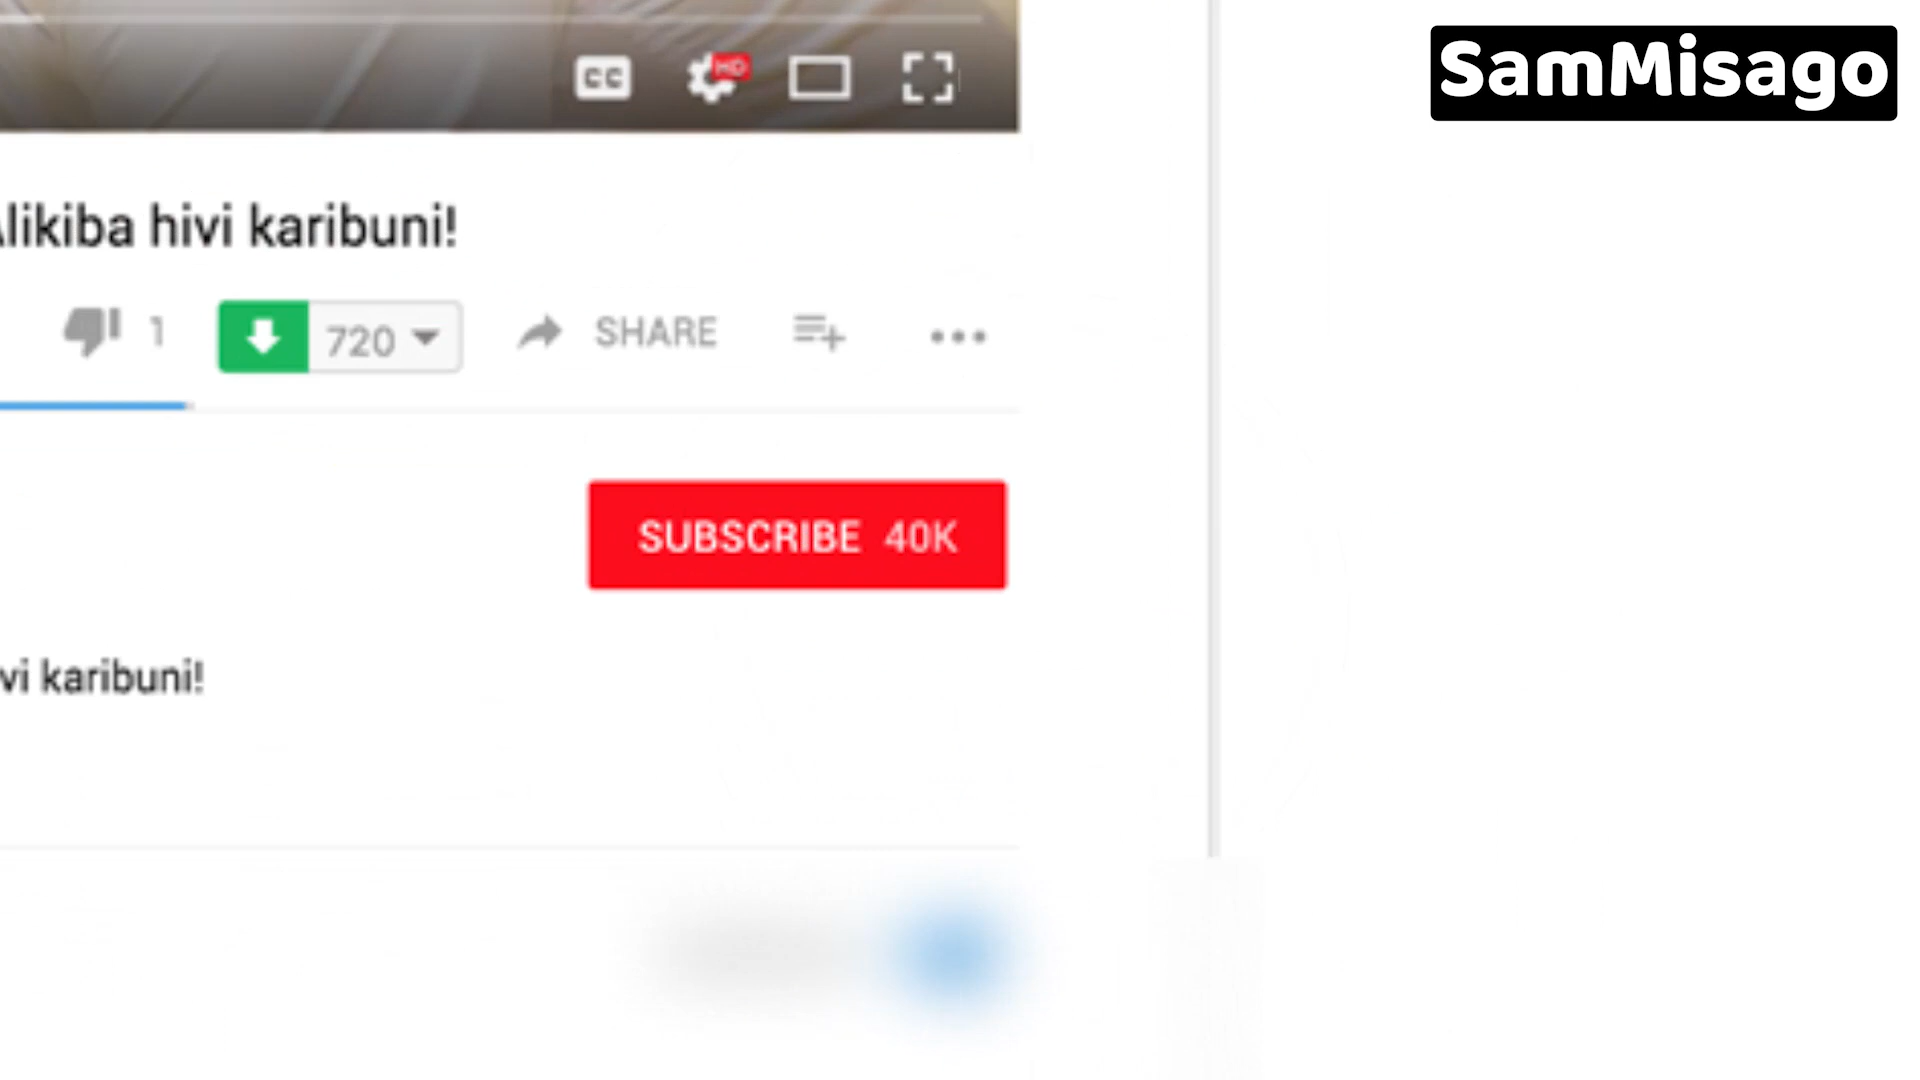 SamMisago
CC HD
likiba hivi karibuni!
1 720 SHARE
SUBSCRIBE 40K
vi karibuni!